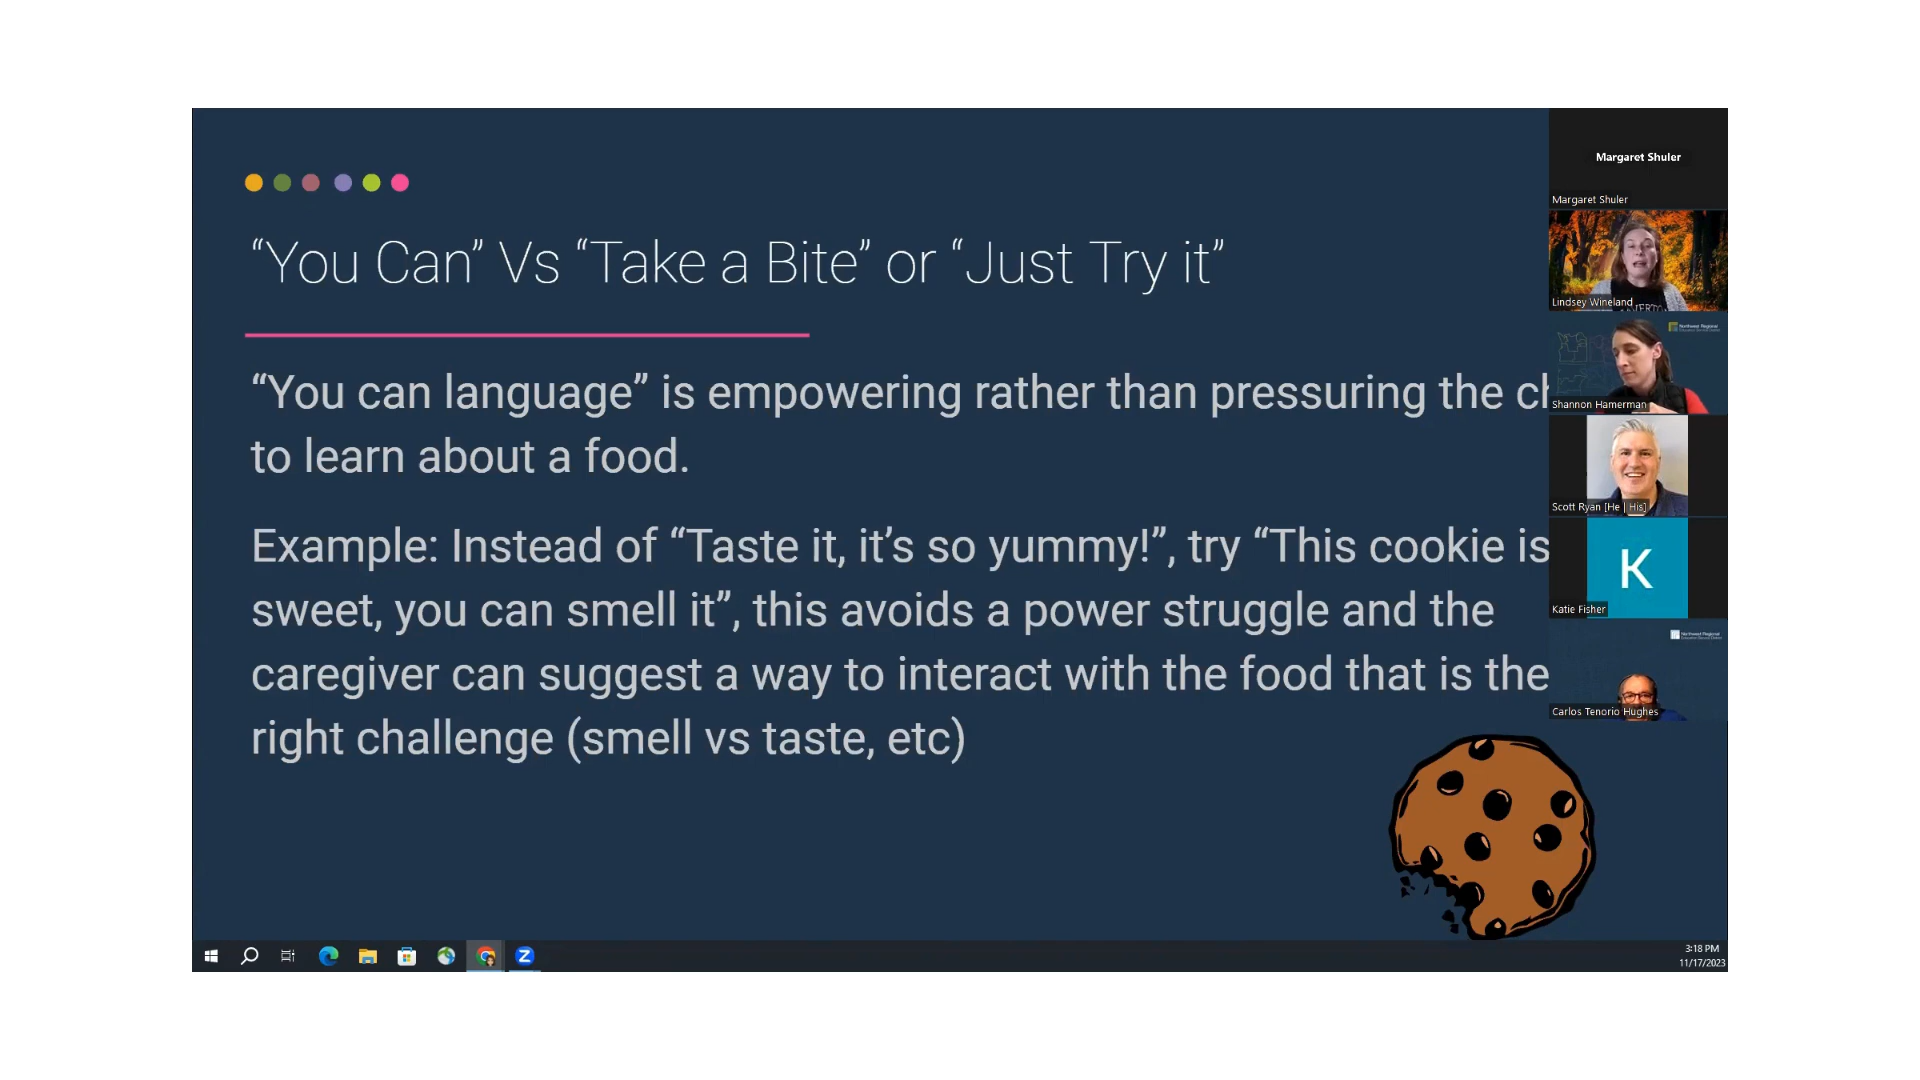 “You Can” Vs “Take a Bite” or “Just Try it”
“You can language” is empowering rather than pressuring the
to learn about a food.
Example: Instead of “Taste it, it’s so yummy!”, try “This cookie is
sweet, you can smell it”, this avoids a power struggle and the
caregiver can suggest a way to interact with the food that is the
right challenge (smell vs taste, etc)
Margaret Shuler
Margaret Shuler
Lindsey Wineland
Northwest Regional
Shannon Hamerman
Scott Ryan [He | His]
K
Katie Fisher
Northwest Regional
Carlos Tenorio Hughes
Z
3:18 PM
11/17/2023